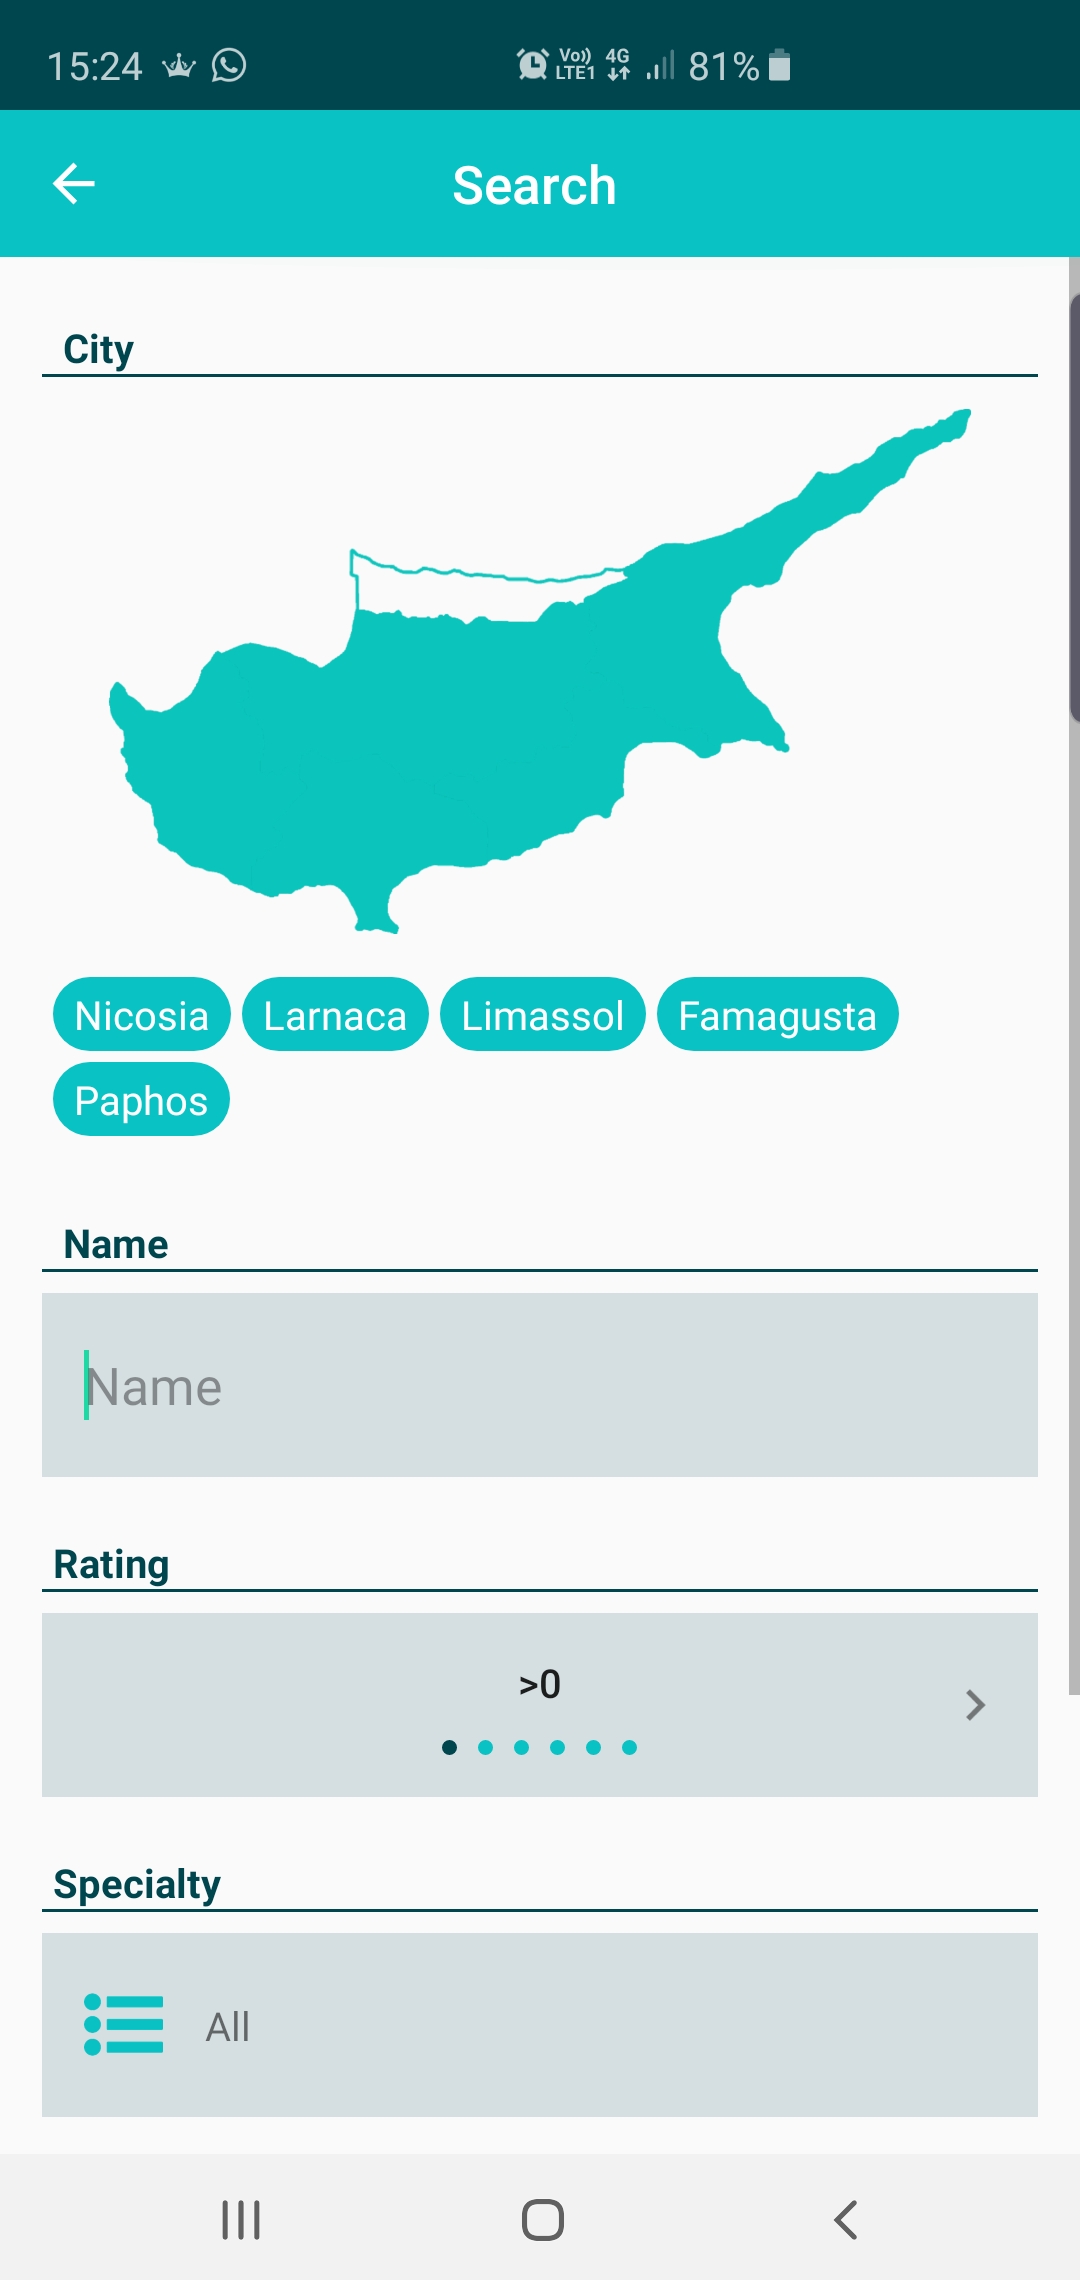 15:24 Vo)) LTE1 4G 81%
Search
City
Nicosia Larnaca Limassol Famagusta
Paphos
Name
Name
Rating
>0
Specialty
All